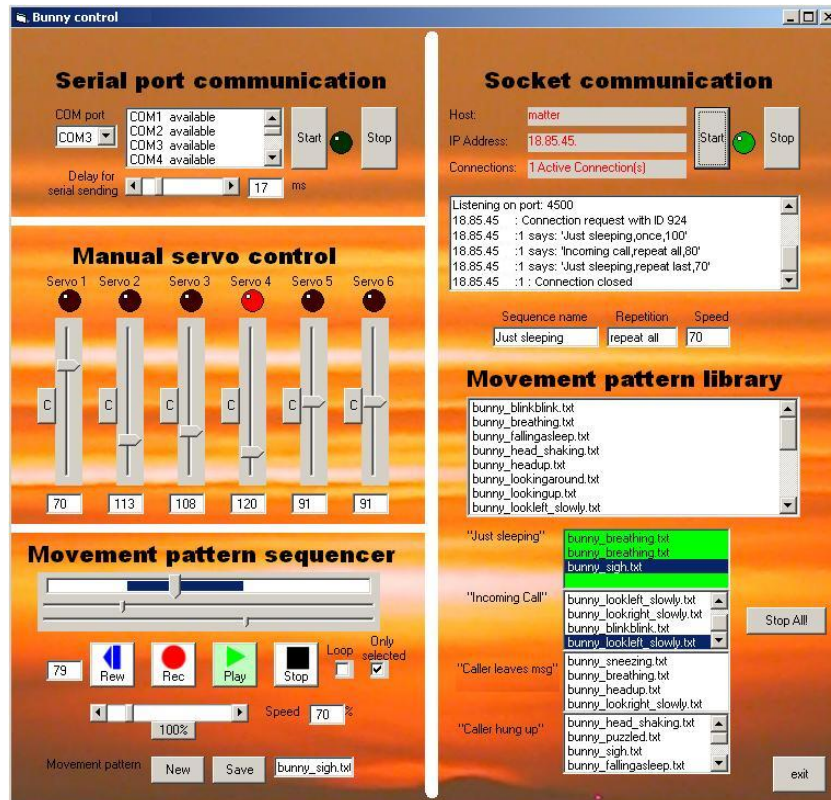 Bunny control
Serial port communication
COM port
COM3
COM1 available
COM2 available
COM3 available
COM4 available
Start
Stop
Delay for
serial sending
17
ms
Manual servo control
Servo 1 Servo 2 Servo 3 Servo 4 Servo 5 Servo 6
C C C C C C
70 113 108 120 91 91
Movement pattern sequencer
79
Rew
Rec
Play
Stop
Loop
Only
selected
100%
Speed 70 %
Movement pattern
New
Save
bunny_sigh.txt
Socket communication
Host: matter
IP Address: 18.85.45.
Connections: 1 Active Connection(s)
Start
Stop
Listening on port: 4500
18.85.45 : Connection request with ID 924
18.85.45 :1 says: 'Just sleeping,once,100'
18.85.45 :1 says: 'Incoming call,repeat all,80'
18.85.45 :1 says: 'Just sleeping,repeat last,70'
18.85.45 :1 : Connection closed
Sequence name Repetition Speed
Just sleeping repeat all 70
Movement pattern library
bunny_blinkblink.txt
bunny_breathing.txt
bunny_fallingasleep.txt
bunny_head_shaking.txt
bunny_headup.txt
bunny_lookingaround.txt
bunny_lookingup.txt
bunny_lookleft_slowly.txt
"Just sleeping"
bunny_breathing.txt
bunny_breathing.txt
bunny_sigh.txt
"Incoming Call"
bunny_lookleft_slowly.txt
bunny_lookright_slowly.txt
bunny_blinkblink.txt
bunny_lookleft_slowly.txt
Stop All!
"Caller leaves msg"
bunny_sneezing.txt
bunny_breathing.txt
bunny_headup.txt
bunny_lookright_slowly.txt
"Caller hung up"
bunny_head_shaking.txt
bunny_puzzled.txt
bunny_sigh.txt
bunny_fallingasleep.txt
exit